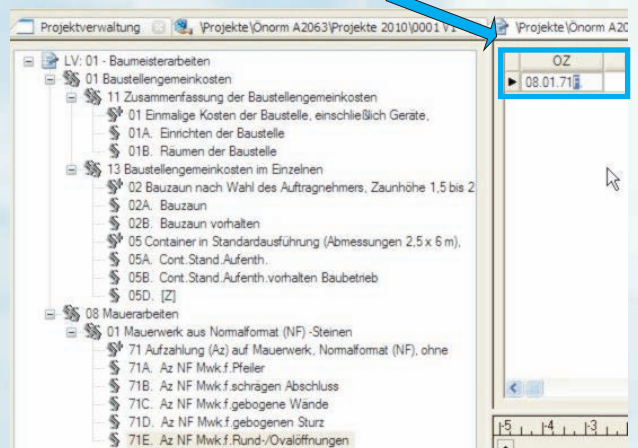 Projektverwaltung \Projekte\Önorm A2063\Projekte 2010\0001 V1 \Projekte\Önorm A20
LV: 01 - Baumeisterarbeiten
01 Baustellengemeinkosten
11 Zusammenfassung der Baustellengemeinkosten
01 Einmalige Kosten der Baustelle, einschließlich Geräte,
01A. Einrichten der Baustelle
01B. Räumen der Baustelle
13 Baustellengemeinkosten im Einzelnen
02 Bauzaun nach Wahl des Auftragnehmers, Zaunhöhe 1,5 bis 2
02A. Bauzaun
02B. Bauzaun vorhalten
05 Container in Standardausführung (Abmessungen 2,5 x 6 m),
05A. Cont.Stand.Aufenth.
05B. Cont.Stand.Aufenth.vorhalten Baubetrieb
05D. [Z]
08 Mauerarbeiten
01 Mauerwerk aus Normalformat (NF) -Steinen
71 Aufzahlung (Az) auf Mauerwerk, Normalformat (NF), ohne
71A. Az NF Mwk.f.Pfeiler
71B. Az NF Mwk.f.schrägen Abschluss
71C. Az NF Mwk.f.gebogene Wände
71D. Az NF Mwk.f.gebogenen Sturz
71E. Az NF Mwk.f.Rund-/Ovalöffnungen
OZ
08.01.71
15 14 13